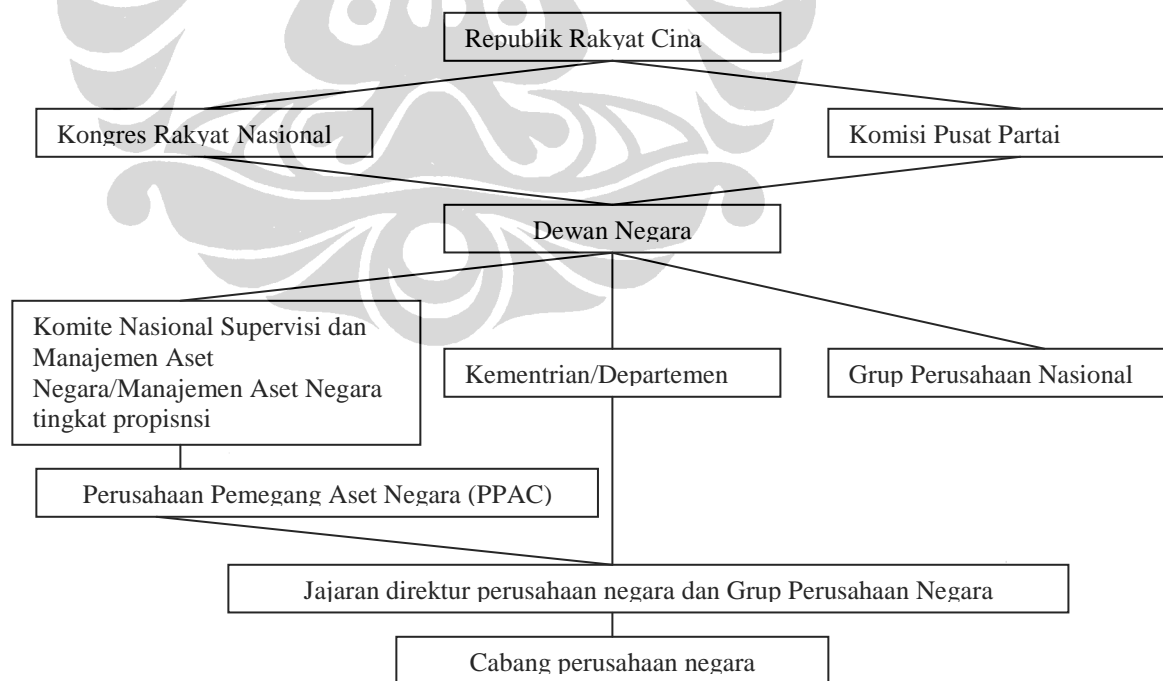 Republik Rakyat Cina
Kongres Rakyat Nasional
Komisi Pusat Partai
Dewan Negara
Komite Nasional Supervisi dan
Manajemen Aset
Negara/Manajemen Aset Negara
tingkat propisnsi
Kementrian/Departemen
Grup Perusahaan Nasional
Perusahaan Pemegang Aset Negara (PPAC)
Jajaran direktur perusahaan negara dan Grup Perusahaan Negara
Cabang perusahaan negara